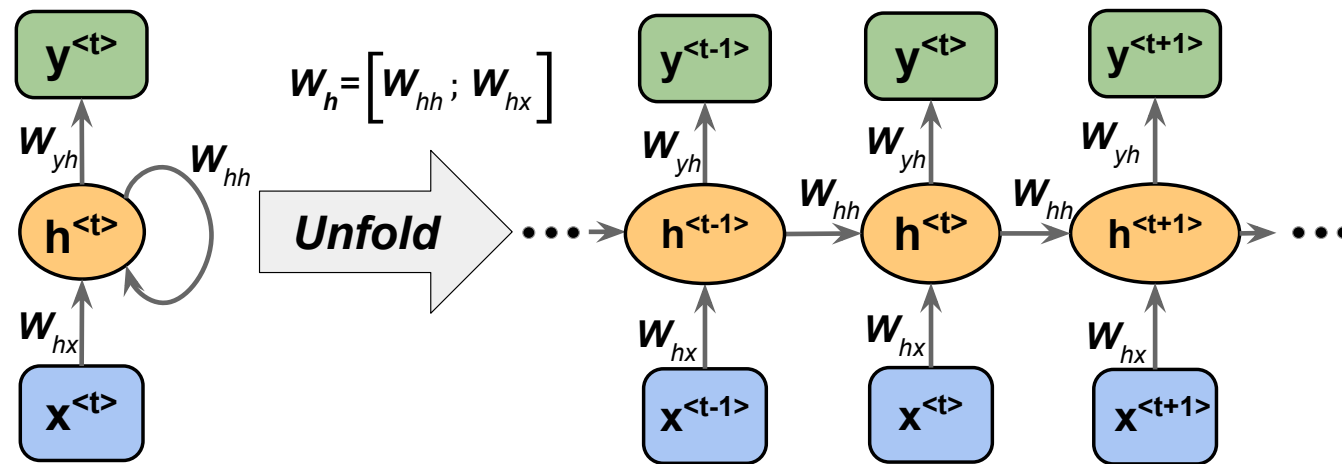 y<t>
W_h = [W_hh ; W_hx]
y<t-1>
y<t>
y<t+1>
W_yh
W_hh
W_yh
W_yh
W_yh
h<t>
Unfold
•••
h<t-1>
W_hh
h<t>
W_hh
h<t+1>
•••
W_hx
W_hx
W_hx
W_hx
x<t>
x<t-1>
x<t>
x<t+1>